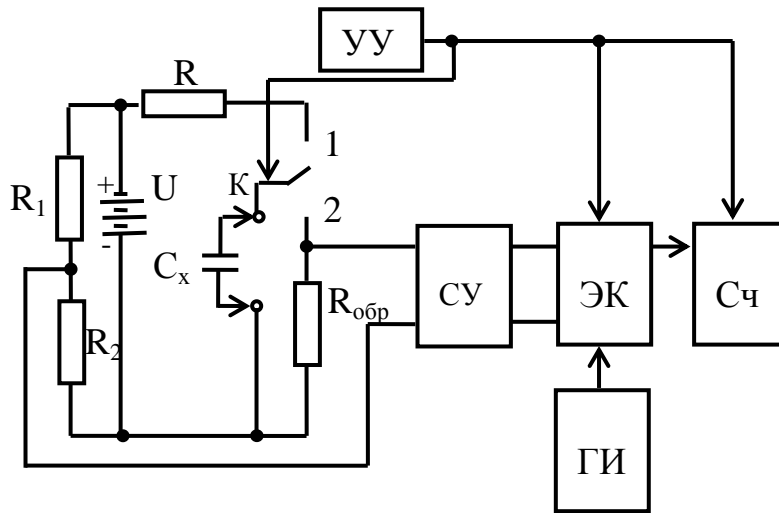 УУ
R
1
+
U
R₁
К
2
-
Cₓ
СУ
ЭК
Сч
Rобр
R₂
ГИ